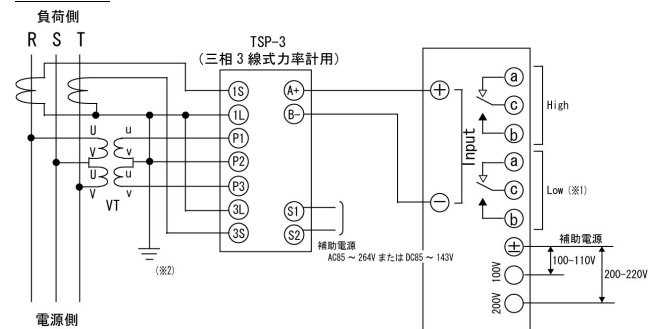 負荷側
R S T
TSP-3
(三相3線式力率計用)
1S
1L
P1
P2
P3
3L
3S
A+
B-
S1
S2
U u
V v
U u
V v
VT
(※2)
補助電源
AC85 ~ 264V または DC85 ~ 143V
電源側
+
Input
−
a
c
b
High
a
c
b
Low (※1)
±
補助電源
100V
100-110V
200-220V
200V